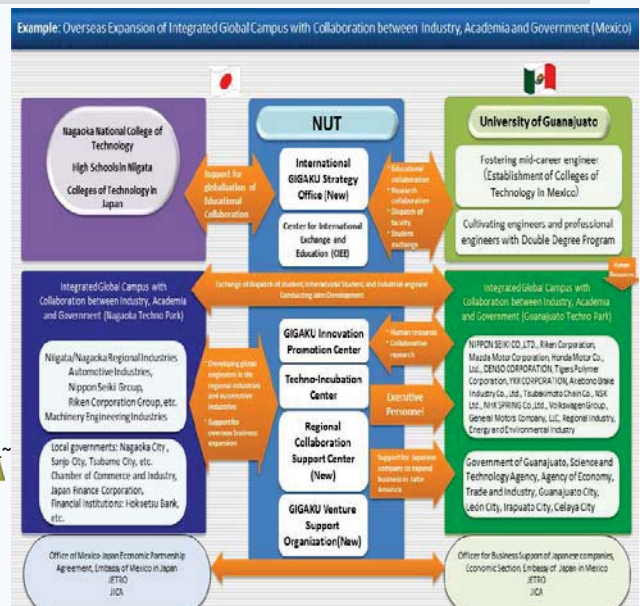 Example: Overseas Expansion of Integrated Global Campus with Collaboration between Industry, Academia and Government (Mexico)
Nagaoka National College of
Technology
High Schools in Niigata
Colleges of Technology in
Japan
Support for
globalization of
Educational
Collaboration
NUT
International
GIGAKU Strategy
Office (New)
Center for International
Exchange and
Education (CIEE)
• Educational
collaboration
• Research
collaboration
• Dispatch of
faculty
• Student
exchange
University of Guanajuato
Fostering mid-career engineer
(Establishment of Colleges of
Technology in Mexico)
Cultivating engineers and professional
engineers with Double Degree Program
Human
Resources
Exchange of dispatch of student, International Student, and industrial engineer
Conducting Joint Development
Integrated Global Campus with
Collaboration between Industry, Academia
and Government (Nagaoka Techno Park)
Niigata/Nagaoka Regional Industries
Automotive Industries,
Nippon Seiki Group,
Riken Corporation Group, etc.
Machinery Engineering Industries
Local governments: Nagaoka City,
Sanjo City, Tsubame City, etc.
Chamber of Commerce and Industry,
Japan Finance Corporation,
Financial Institutions: Hokuetsu Bank,
etc.
• Developing global
engineers in the
regional industries
and automotive
industries
• Support for
overseas business
expansion
GIGAKU Innovation
Promotion Center
Techno-Incubation
Center
Regional
Collaboration
Support Center
(New)
GIGAKU Venture
Support
Organization(New)
• Human resources
• Collaborative
research
Executive
Personnel
Support for Japanese
company to expand
business in Latin
America
Integrated Global Campus with
Collaboration between Industry, Academia
and Government (Guanajuato Techno Park)
NIPPON SEIKI CO., LTD., Riken Corporation,
Mazda Motor Corporation, Honda Motor Co.,
Ltd., DENSO CORPORATION, Tigers Polymer
Corporation, YKK CORPORATION, Akebono Brake
Industry Co., Ltd., Tsubakimoto Chain Co., NSK
Ltd., NHK SPRING Co., Ltd., Volkswagen Group,
General Motors Company, LLC, Regional Industry,
Energy and Environmental Industry
Government of Guanajuato, Science and
Technology Agency, Agency of Economy,
Trade and Industry, Guanajuato City,
León City, Irapuato City, Celaya City
Office of Mexico-Japan Economic Partnership
Agreement, Embassy of Mexico in Japan
JETRO
JICA
Officer for Business Support of Japanese companies,
Economic Section, Embassy of Japan in Mexico
JETRO
JICA